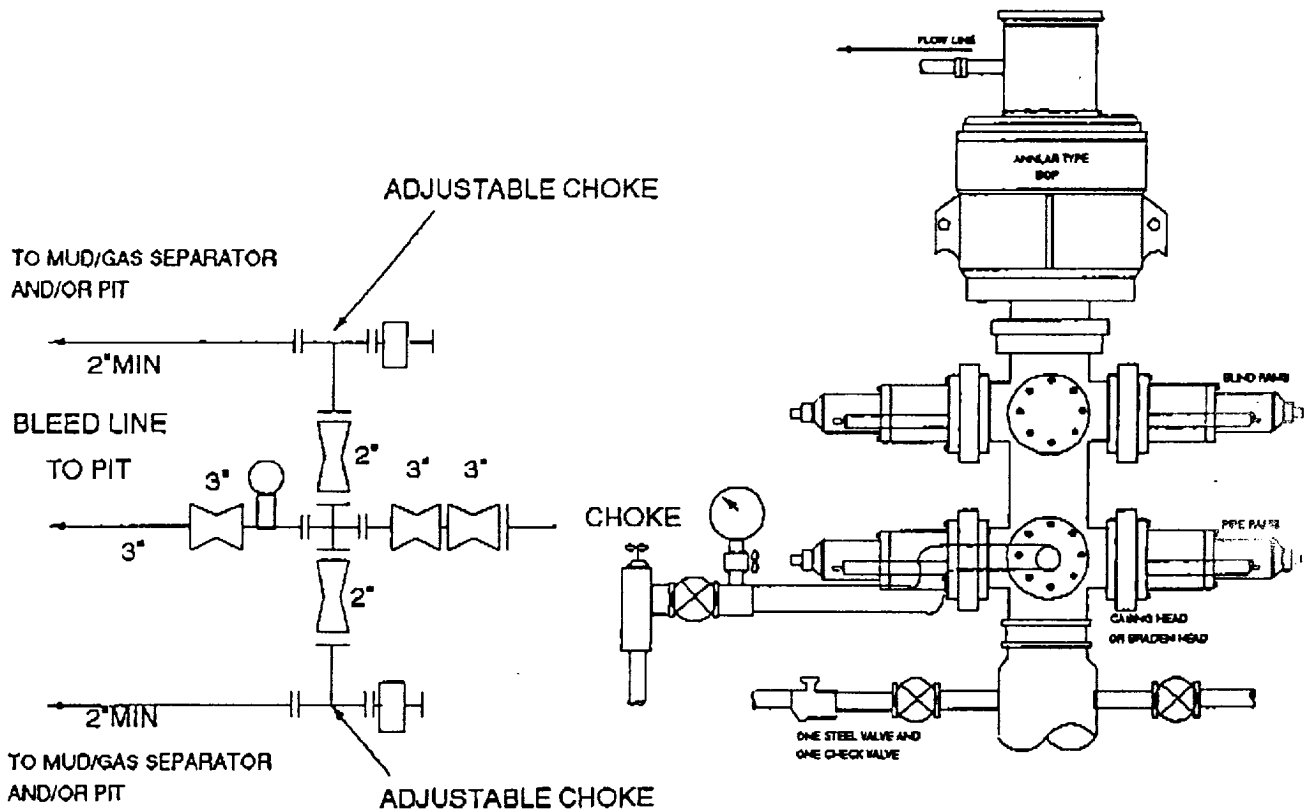 FLOW LINE
ANNLAR TYPE
BOP
ADJUSTABLE CHOKE
TO MUD/GAS SEPARATOR
AND/OR PIT
2"MIN
BLEED LINE
TO PIT
2"
3"
3"
3"
3"
2"
CHOKE
BLIND RAMS
PIPE RAMS
CASING HEAD
OR BRADEN HEAD
2"MIN
TO MUD/GAS SEPARATOR
AND/OR PIT
ADJUSTABLE CHOKE
ONE STEEL VALVE AND
ONE CHECK VALVE